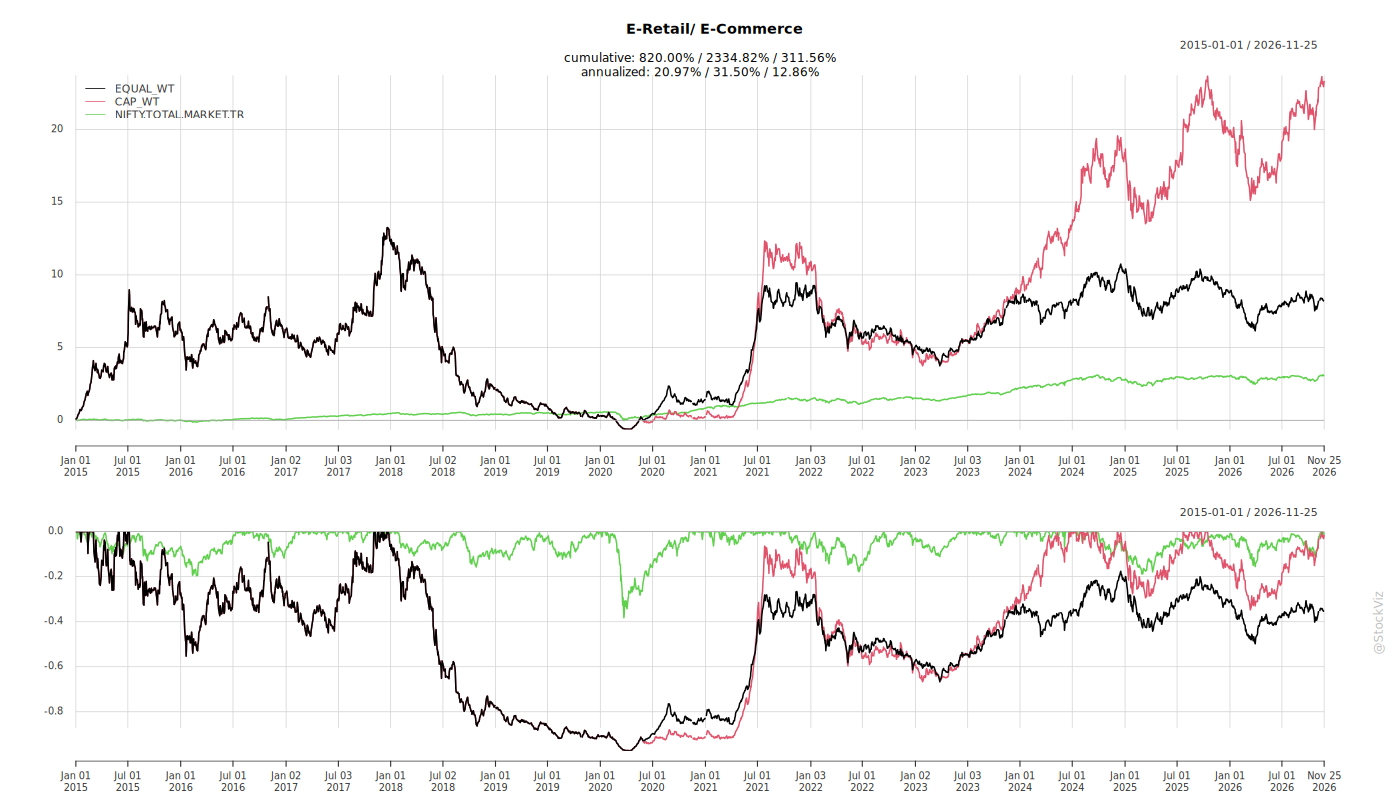 E-Retail/ E-Commerce
2015-01-01 / 2026-11-25
cumulative: 820.00% / 2334.82% / 311.56%
annualized: 20.97% / 31.50% / 12.86%
EQUAL_WT
CAP_WT
NIFTY.TOTAL.MARKET.TR
20
15
10
5
0
Jan 01 Jul 01 Jan 01 Jul 01 Jan 02 Jul 03 Jan 01 Jul 02 Jan 01 Jul 01 Jan 01 Jul 01 Jan 01 Jul 01 Jan 03 Jul 01 Jan 02 Jul 03 Jan 01 Jul 01 Jan 01 Jul 01 Jan 01 Jul 01 Nov 25
2015 2015 2016 2016 2017 2017 2018 2018 2019 2019 2020 2020 2021 2021 2022 2022 2023 2023 2024 2024 2025 2025 2026 2026 2026
2015-01-01 / 2026-11-25
0.0
-0.2
-0.4
-0.6
-0.8
Jan 01 Jul 01 Jan 01 Jul 01 Jan 02 Jul 03 Jan 01 Jul 02 Jan 01 Jul 01 Jan 01 Jul 01 Jan 01 Jul 01 Jan 03 Jul 01 Jan 02 Jul 03 Jan 01 Jul 01 Jan 01 Jul 01 Jan 01 Jul 01 Nov 25
2015 2015 2016 2016 2017 2017 2018 2018 2019 2019 2020 2020 2021 2021 2022 2022 2023 2023 2024 2024 2025 2025 2026 2026 2026
@StockViz